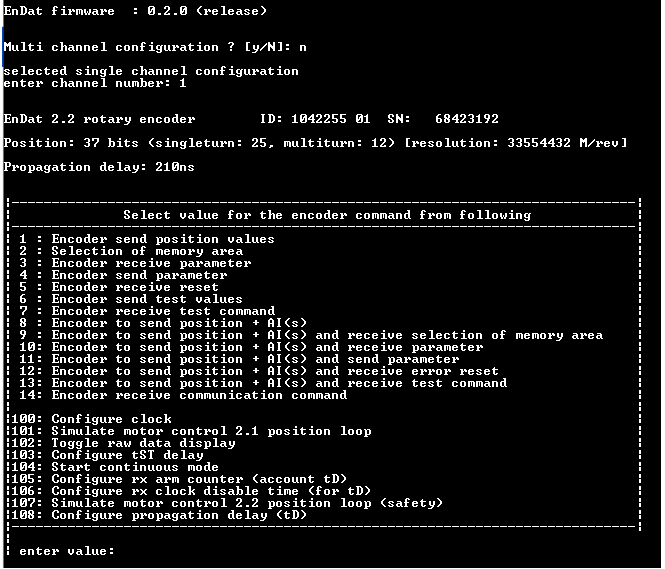 EnDat firmware  : 0.2.0 (release)
Multi channel configuration ? [y/N]: n
selected single channel configuration
enter channel number: 1
EnDat 2.2 rotary encoder        ID: 1042255 01  SN:   68423192
Position: 37 bits (singleturn: 25, multiturn: 12) [resolution: 33554432 M/rev]
Propagation delay: 210ns
|------------------------------------------------------------------------------|
|              Select value for the encoder command from following             |
|------------------------------------------------------------------------------|
| 1 : Encoder send position values                                             |
| 2 : Selection of memory area                                                 |
| 3 : Encoder receive parameter                                                |
| 4 : Encoder send parameter                                                   |
| 5 : Encoder receive reset                                                    |
| 6 : Encoder send test values                                                 |
| 7 : Encoder receive test command                                             |
| 8 : Encoder to send position + AI(s)                                         |
| 9 : Encoder to send position + AI(s) and receive selection of memory area    |
| 10: Encoder to send position + AI(s) and receive parameter                   |
| 11: Encoder to send position + AI(s) and send parameter                      |
| 12: Encoder to send position + AI(s) and receive error reset                 |
| 13: Encoder to send position + AI(s) and receive test command                |
| 14: Encoder receive communication command                                    |
|100: Configure clock                                                          |
|101: Simulate motor control 2.1 position loop                                 |
|102: Toggle raw data display                                                  |
|103: Configure tST delay                                                      |
|104: Start continuous mode                                                    |
|105: Configure rx arm counter (account tD)                                    |
|106: Configure rx clock disable time (for tD)                                 |
|107: Simulate motor control 2.2 position loop (safety)                        |
|108: Configure propagation delay (tD)                                         |
|------------------------------------------------------------------------------|
| enter value: